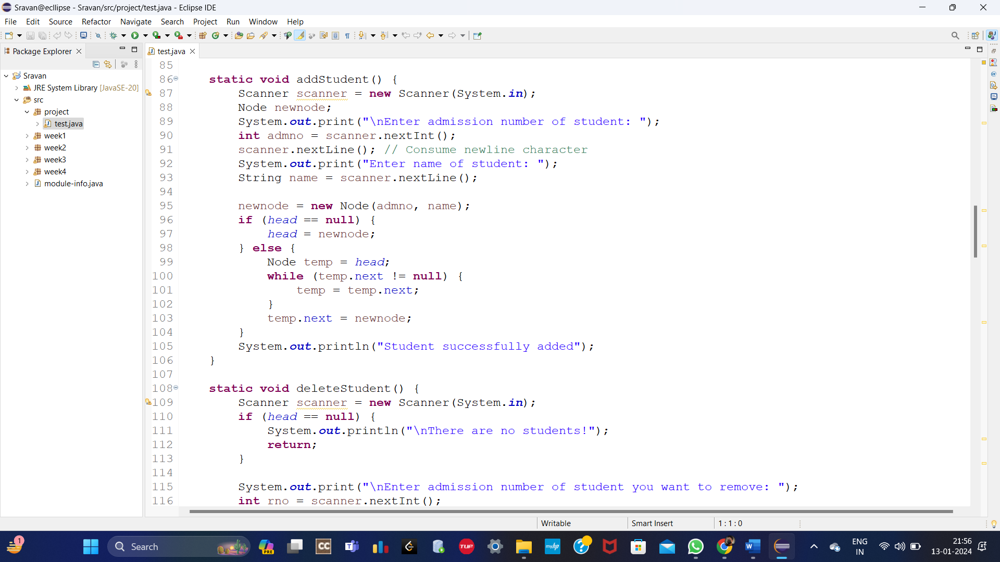 Sravan@ecllipse - Sravan/src/project/test.java - Eclipse IDE
File Edit Source Refactor Navigate Search Project Run Window Help
Package Explorer
test.java
Sravan
JRE System Library [JavaSE-20]
src
project
test.java
week1
week2
week3
week4
module-info.java
85
86 static void addStudent() {
87 Scanner scanner = new Scanner(System.in);
88 Node newnode;
89 System.out.print("\nEnter admission number of student: ");
90 int admno = scanner.nextInt();
91 scanner.nextLine(); // Consume newline character
92 System.out.print("Enter name of student: ");
93 String name = scanner.nextLine();
94
95 newnode = new Node(admno, name);
96 if (head == null) {
97 head = newnode;
98 } else {
99 Node temp = head;
100 while (temp.next != null) {
101 temp = temp.next;
102 }
103 temp.next = newnode;
104 }
105 System.out.println("Student successfully added");
106 }
107
108 static void deleteStudent() {
109 Scanner scanner = new Scanner(System.in);
110 if (head == null) {
111 System.out.println("\nThere are no students!");
112 return;
113 }
114
115 System.out.print("\nEnter admission number of student you want to remove: ");
116 int rno = scanner.nextInt();
Writable Smart Insert 1 : 1 : 0
1
Search
PRE
CC
T
TUF
myhp
?
W
ENG
IN
21:56
13-01-2024